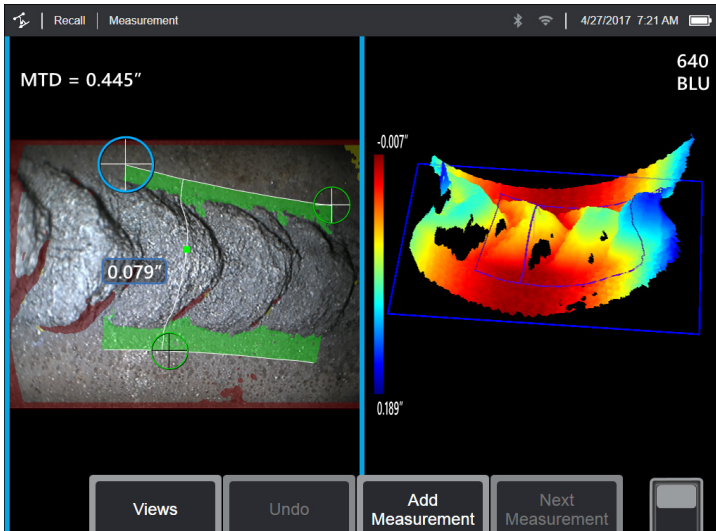 Recall Measurement 4/27/2017 7:21 AM
MTD = 0.445"
640
BLU
-0.007"
0.079"
0.189"
Views
Undo
Add
Measurement
Next
Measurement